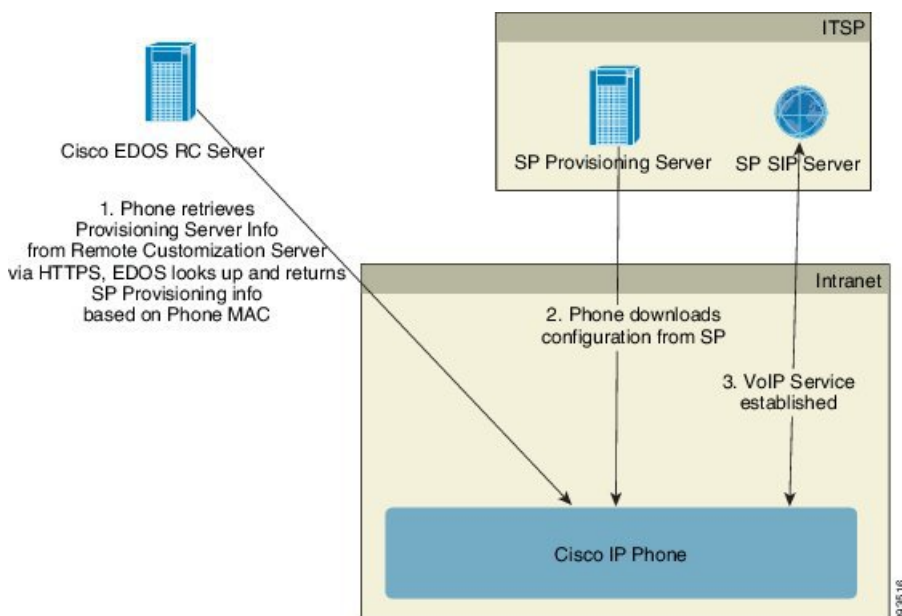 ITSP
Cisco EDOS RC Server
SP Provisioning Server
SP SIP Server
1. Phone retrieves
Provisioning Server Info
from Remote Customization Server
via HTTPS, EDOS looks up and returns
SP Provisioning info
based on Phone MAC
Intranet
2. Phone downloads
configuration from SP
3. VoIP Service
established
Cisco IP Phone